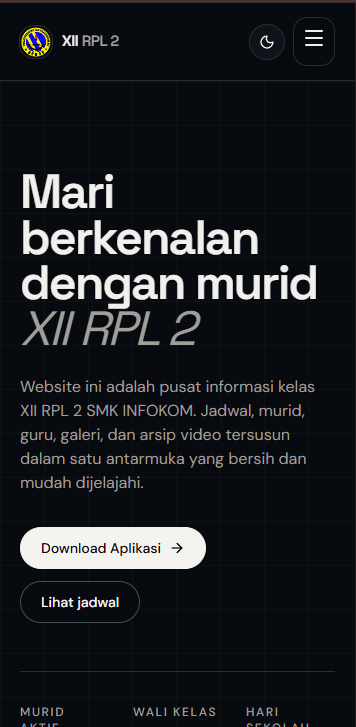 XII RPL 2
Mari
berkenalan
dengan murid
XII RPL 2
Website ini adalah pusat informasi kelas
XII RPL 2 SMK INFOKOM. Jadwal, murid,
guru, galeri, dan arsip video tersusun
dalam satu antarmuka yang bersih dan
mudah dijelajahi.
Download Aplikasi →
Lihat jadwal
MURID WALI KELAS HARI
AKTIF SEKOLAH